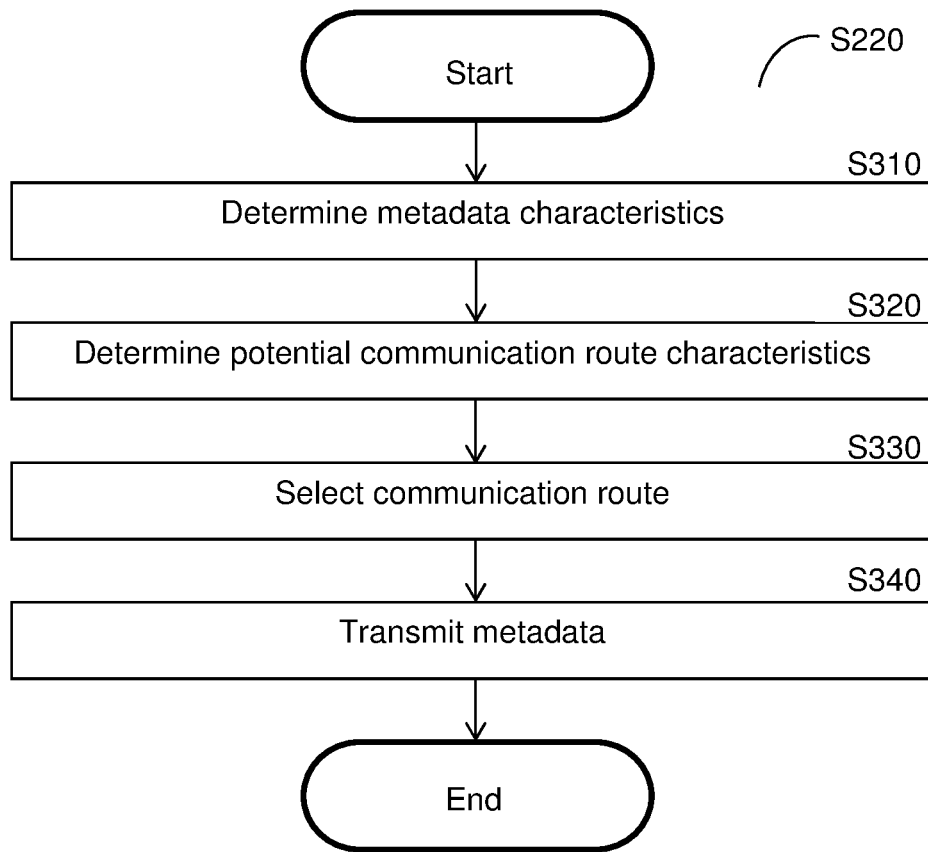 S220
Start
S310
Determine metadata characteristics
S320
Determine potential communication route characteristics
S330
Select communication route
S340
Transmit metadata
End